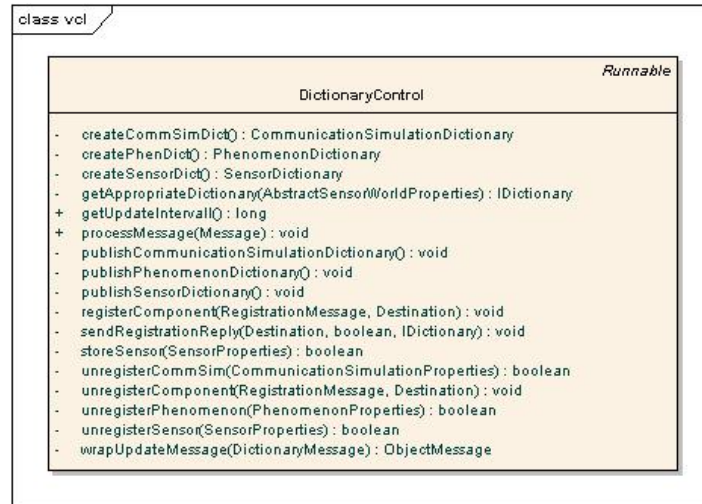 class vcl
Runnable
DictionaryControl
- createCommSimDict() : CommunicationSimulationDictionary
- createPhenDict() : PhenomenonDictionary
- createSensorDict() : SensorDictionary
- getAppropriateDictionary(AbstractSensorWorldProperties) : IDictionary
+ getUpdateIntervall() : long
+ processMessage(Message) : void
- publishCommunicationSimulationDictionary() : void
- publishPhenomenonDictionary() : void
- publishSensorDictionary() : void
- registerComponent(RegistrationMessage, Destination) : void
- sendRegistrationReply(Destination, boolean, IDictionary) : void
- storeSensor(SensorProperties) : boolean
- unregisterCommSim(CommunicationSimulationProperties) : boolean
- unregisterComponent(RegistrationMessage, Destination) : void
- unregisterPhenomenon(PhenomenonProperties) : boolean
- unregisterSensor(SensorProperties) : boolean
- wrapUpdateMessage(DictionaryMessage) : ObjectMessage